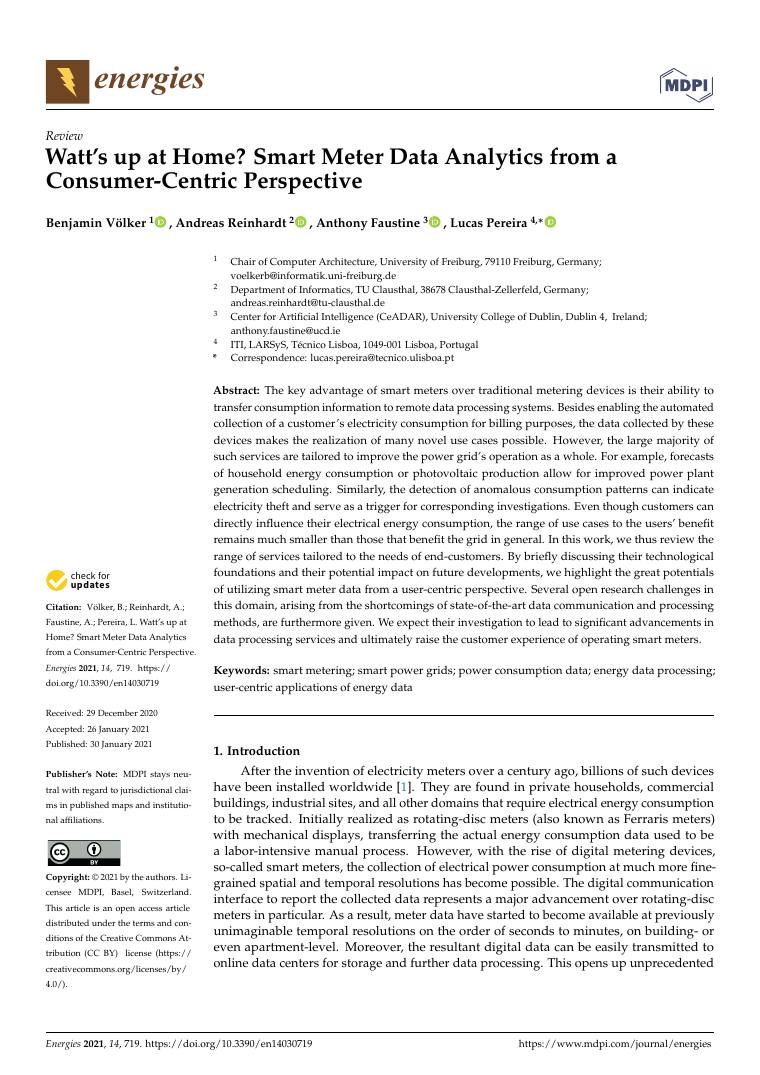 energies
MDPI
Review
Watt's up at Home? Smart Meter Data Analytics from a
Consumer-Centric Perspective
Benjamin Völker 1 iD , Andreas Reinhardt 2 iD , Anthony Faustine 3 iD , Lucas Pereira 4,* iD
1 Chair of Computer Architecture, University of Freiburg, 79110 Freiburg, Germany;
voelkerb@informatik.uni-freiburg.de
2 Department of Informatics, TU Clausthal, 38678 Clausthal-Zellerfeld, Germany;
andreas.reinhardt@tu-clausthal.de
3 Center for Artificial Intelligence (CeADAR), University College of Dublin, Dublin 4, Ireland;
anthony.faustine@ucd.ie
4 ITI, LARSyS, Técnico Lisboa, 1049-001 Lisboa, Portugal
* Correspondence: lucas.pereira@tecnico.ulisboa.pt
Abstract: The key advantage of smart meters over traditional metering devices is their ability to
transfer consumption information to remote data processing systems. Besides enabling the automated
collection of a customer's electricity consumption for billing purposes, the data collected by these
devices makes the realization of many novel use cases possible. However, the large majority of
such services are tailored to improve the power grid's operation as a whole. For example, forecasts
of household energy consumption or photovoltaic production allow for improved power plant
generation scheduling. Similarly, the detection of anomalous consumption patterns can indicate
electricity theft and serve as a trigger for corresponding investigations. Even though customers can
directly influence their electrical energy consumption, the range of use cases to the users' benefit
remains much smaller than those that benefit the grid in general. In this work, we thus review the
range of services tailored to the needs of end-customers. By briefly discussing their technological
foundations and their potential impact on future developments, we highlight the great potentials
of utilizing smart meter data from a user-centric perspective. Several open research challenges in
this domain, arising from the shortcomings of state-of-the-art data communication and processing
methods, are furthermore given. We expect their investigation to lead to significant advancements in
data processing services and ultimately raise the customer experience of operating smart meters.
Keywords: smart metering; smart power grids; power consumption data; energy data processing;
user-centric applications of energy data
check for
updates
Citation: Völker, B.; Reinhardt, A.;
Faustine, A.; Pereira, L. Watt's up at
Home? Smart Meter Data Analytics
from a Consumer-Centric Perspective.
Energies 2021, 14, 719. https://
doi.org/10.3390/en14030719
Received: 29 December 2020
Accepted: 26 January 2021
Published: 30 January 2021
Publisher's Note: MDPI stays neu-
tral with regard to jurisdictional clai-
ms in published maps and institutio-
nal affiliations.
cc BY
Copyright: © 2021 by the authors. Li-
censee MDPI, Basel, Switzerland.
This article is an open access article
distributed under the terms and con-
ditions of the Creative Commons At-
tribution (CC BY) license (https://
creativecommons.org/licenses/by/
4.0/).
1. Introduction
After the invention of electricity meters over a century ago, billions of such devices
have been installed worldwide [1]. They are found in private households, commercial
buildings, industrial sites, and all other domains that require electrical energy consumption
to be tracked. Initially realized as rotating-disc meters (also known as Ferraris meters)
with mechanical displays, transferring the actual energy consumption data used to be
a labor-intensive manual process. However, with the rise of digital metering devices,
so-called smart meters, the collection of electrical power consumption at much more fine-
grained spatial and temporal resolutions has become possible. The digital communication
interface to report the collected data represents a major advancement over rotating-disc
meters in particular. As a result, meter data have started to become available at previously
unimaginable temporal resolutions on the order of seconds to minutes, on building- or
even apartment-level. Moreover, the resultant digital data can be easily transmitted to
online data centers for storage and further data processing. This opens up unprecedented
Energies 2021, 14, 719. https://doi.org/10.3390/en14030719
https://www.mdpi.com/journal/energies